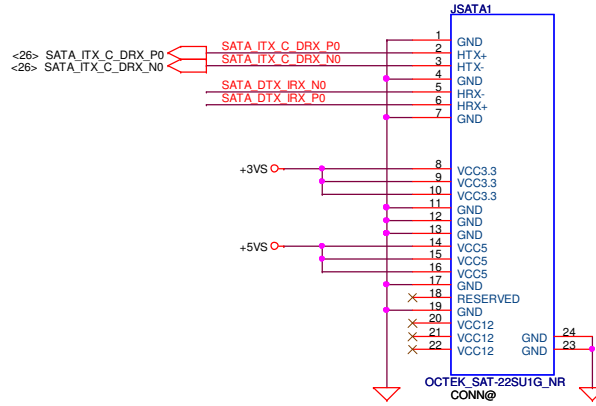 JSATA1
1 GND
SATA_ITX_C_DRX_P0 2 HTX+
<26> SATA_ITX_C_DRX_P0
SATA_ITX_C_DRX_N0 3 HTX-
<26> SATA_ITX_C_DRX_N0
4 GND
SATA_DTX_IRX_N0 5 HRX-
SATA_DTX_IRX_P0 6 HRX+
7 GND
+3VS 8 VCC3.3
9 VCC3.3
10 VCC3.3
11 GND
12 GND
13 GND
+5VS 14 VCC5
15 VCC5
16 VCC5
17 GND
18 RESERVED
19 GND
20 VCC12
21 VCC12 GND 24
22 VCC12 GND 23
OCTEK_SAT-22SU1G_NR
CONN@